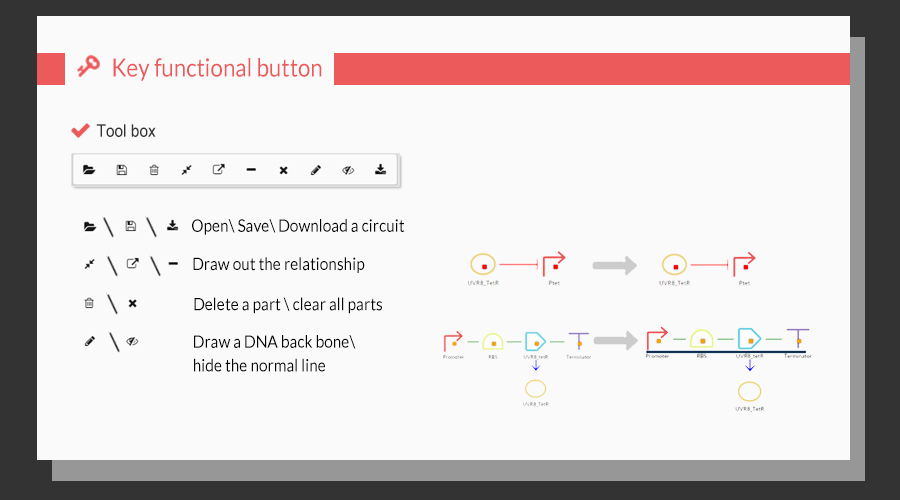 Key functional button
Tool box
Open\ Save\ Download a circuit
Draw out the relationship
Delete a part \ clear all parts
Draw a DNA back bone\
hide the normal line
UVR8_TetR Ptet UVR8_TetR Ptet
Promoter RBS UVR8_tetR Terminator Promoter RBS UVR8_tetR Terminator
UVR8_TetR UVR8_TetR